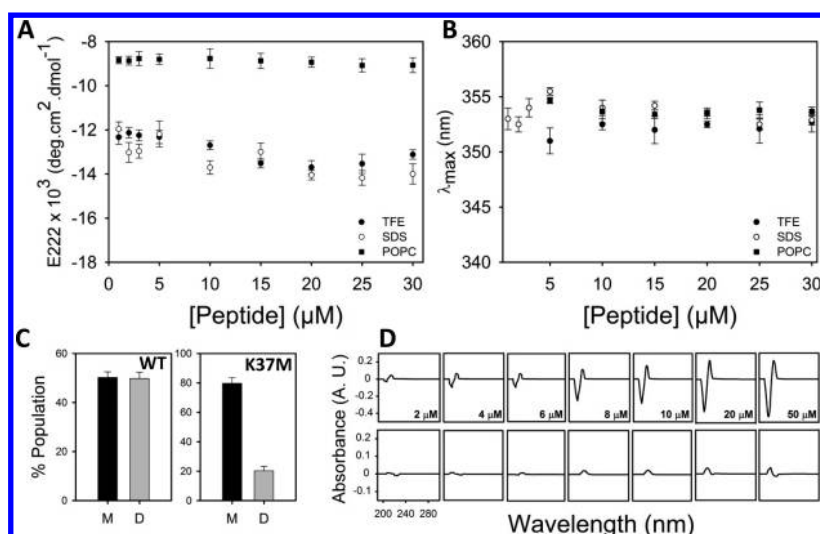 A
B
-8
-10
-12
-14
-16
-18
E222 x 10³ (deg.cm².dmol⁻¹)
TFE
SDS
POPC
0 5 10 15 20 25 30
[Peptide] (µM)
360
355
350
345
340
λmax (nm)
TFE
SDS
POPC
5 10 15 20 25 30
[Peptide] (µM)
C
D
60
40
20
0
% Population
WT
M D
100
80
60
40
20
0
K37M
M D
0.2
0
-0.2
-0.4
Absorbance (A. U.)
2 µM 4 µM 6 µM 8 µM 10 µM 20 µM 50 µM
0.2
0.1
0
-0.1
200 240 280
Wavelength (nm)